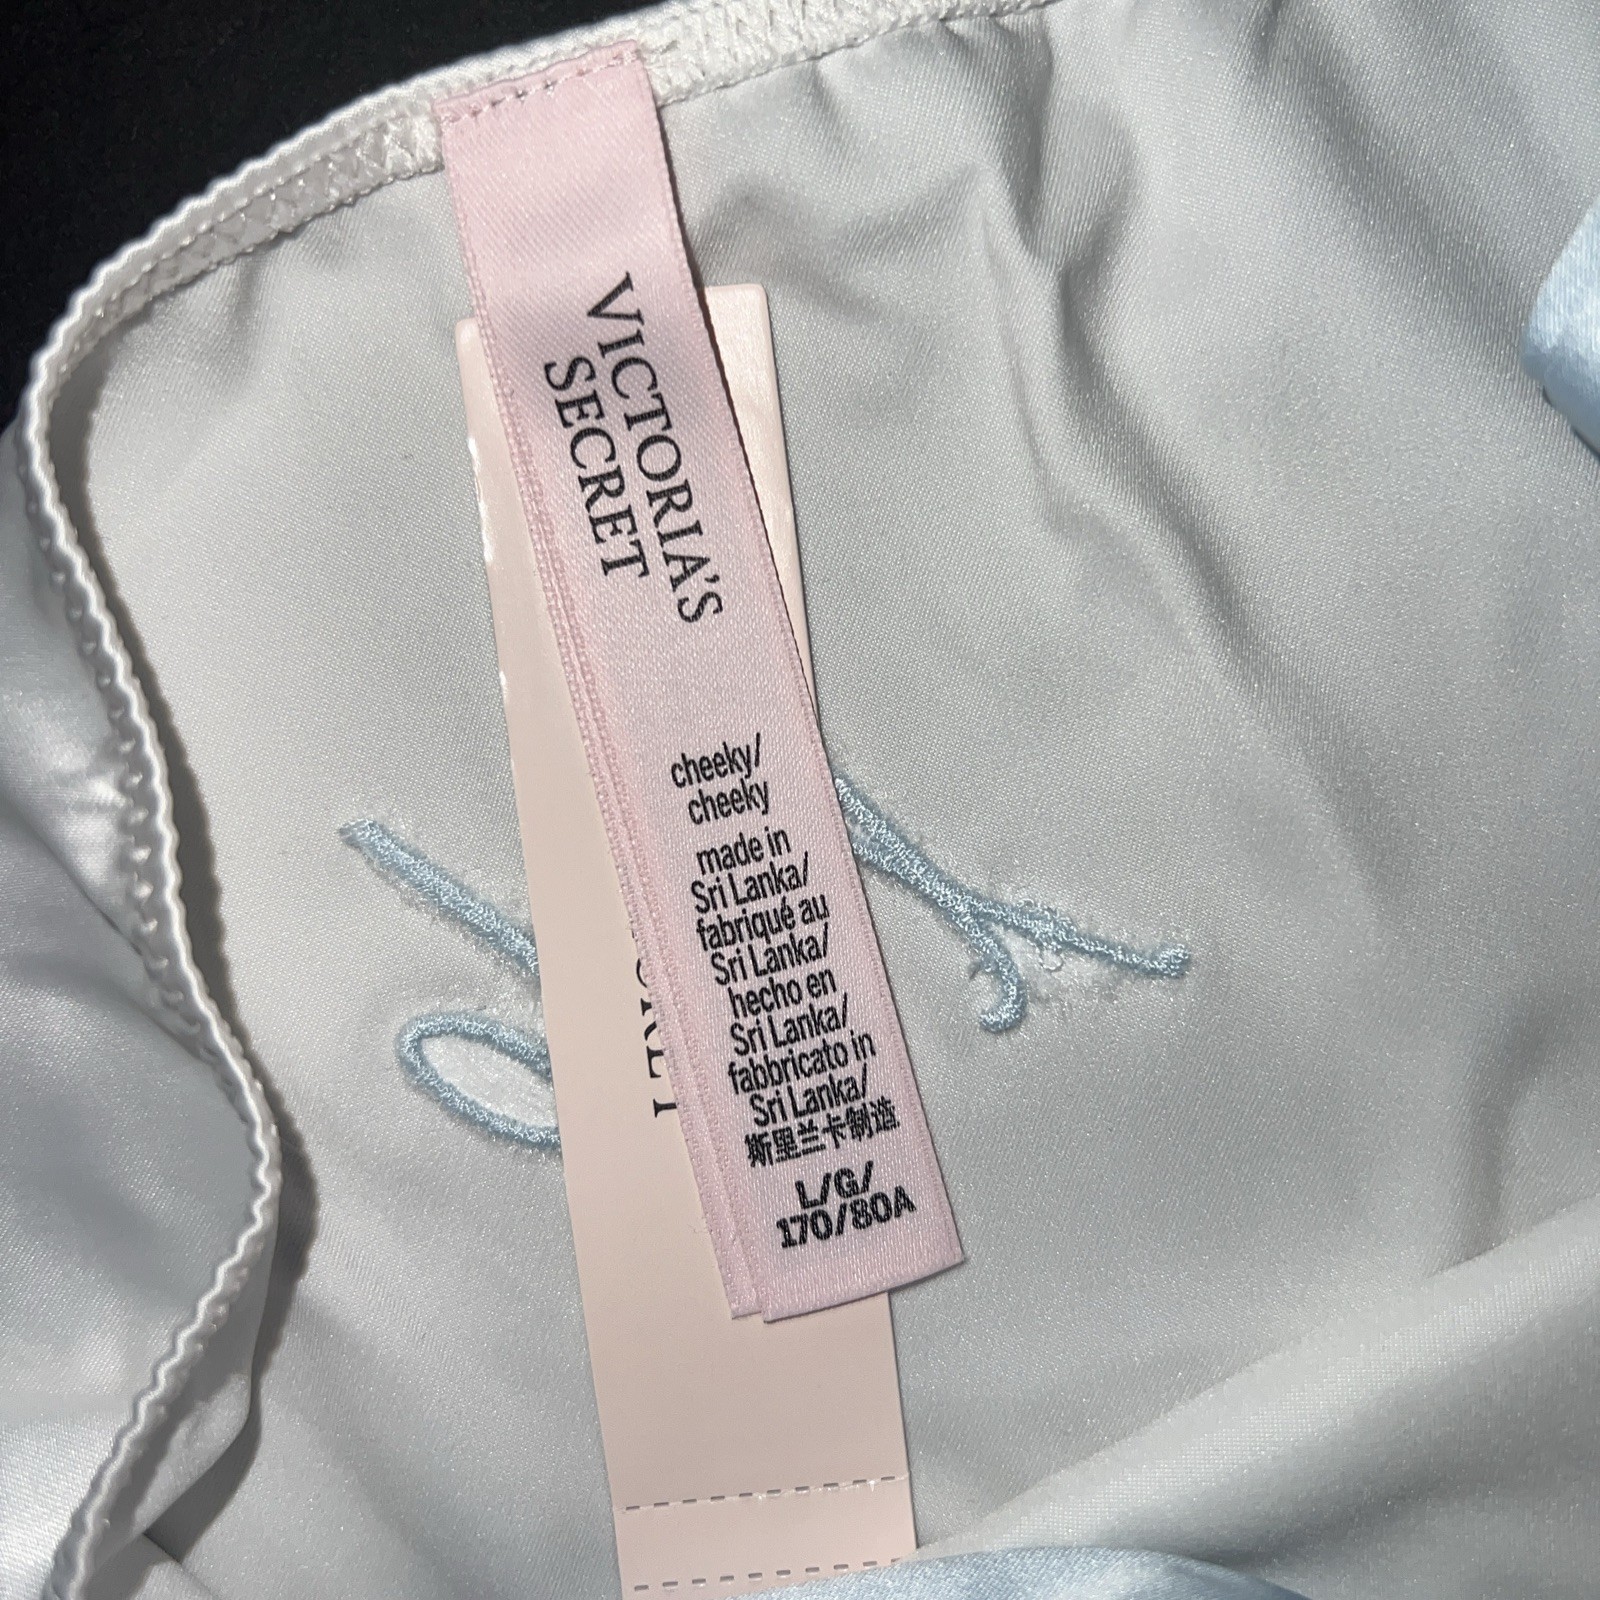 VICTORIA'S
SECRET
cheeky/
cheeky
made in
Sri Lanka/
fabriqué au
Sri Lanka/
hecho en
Sri Lanka/
fabbricato in
Sri Lanka/
斯里兰卡制造
L/G/
170/80A